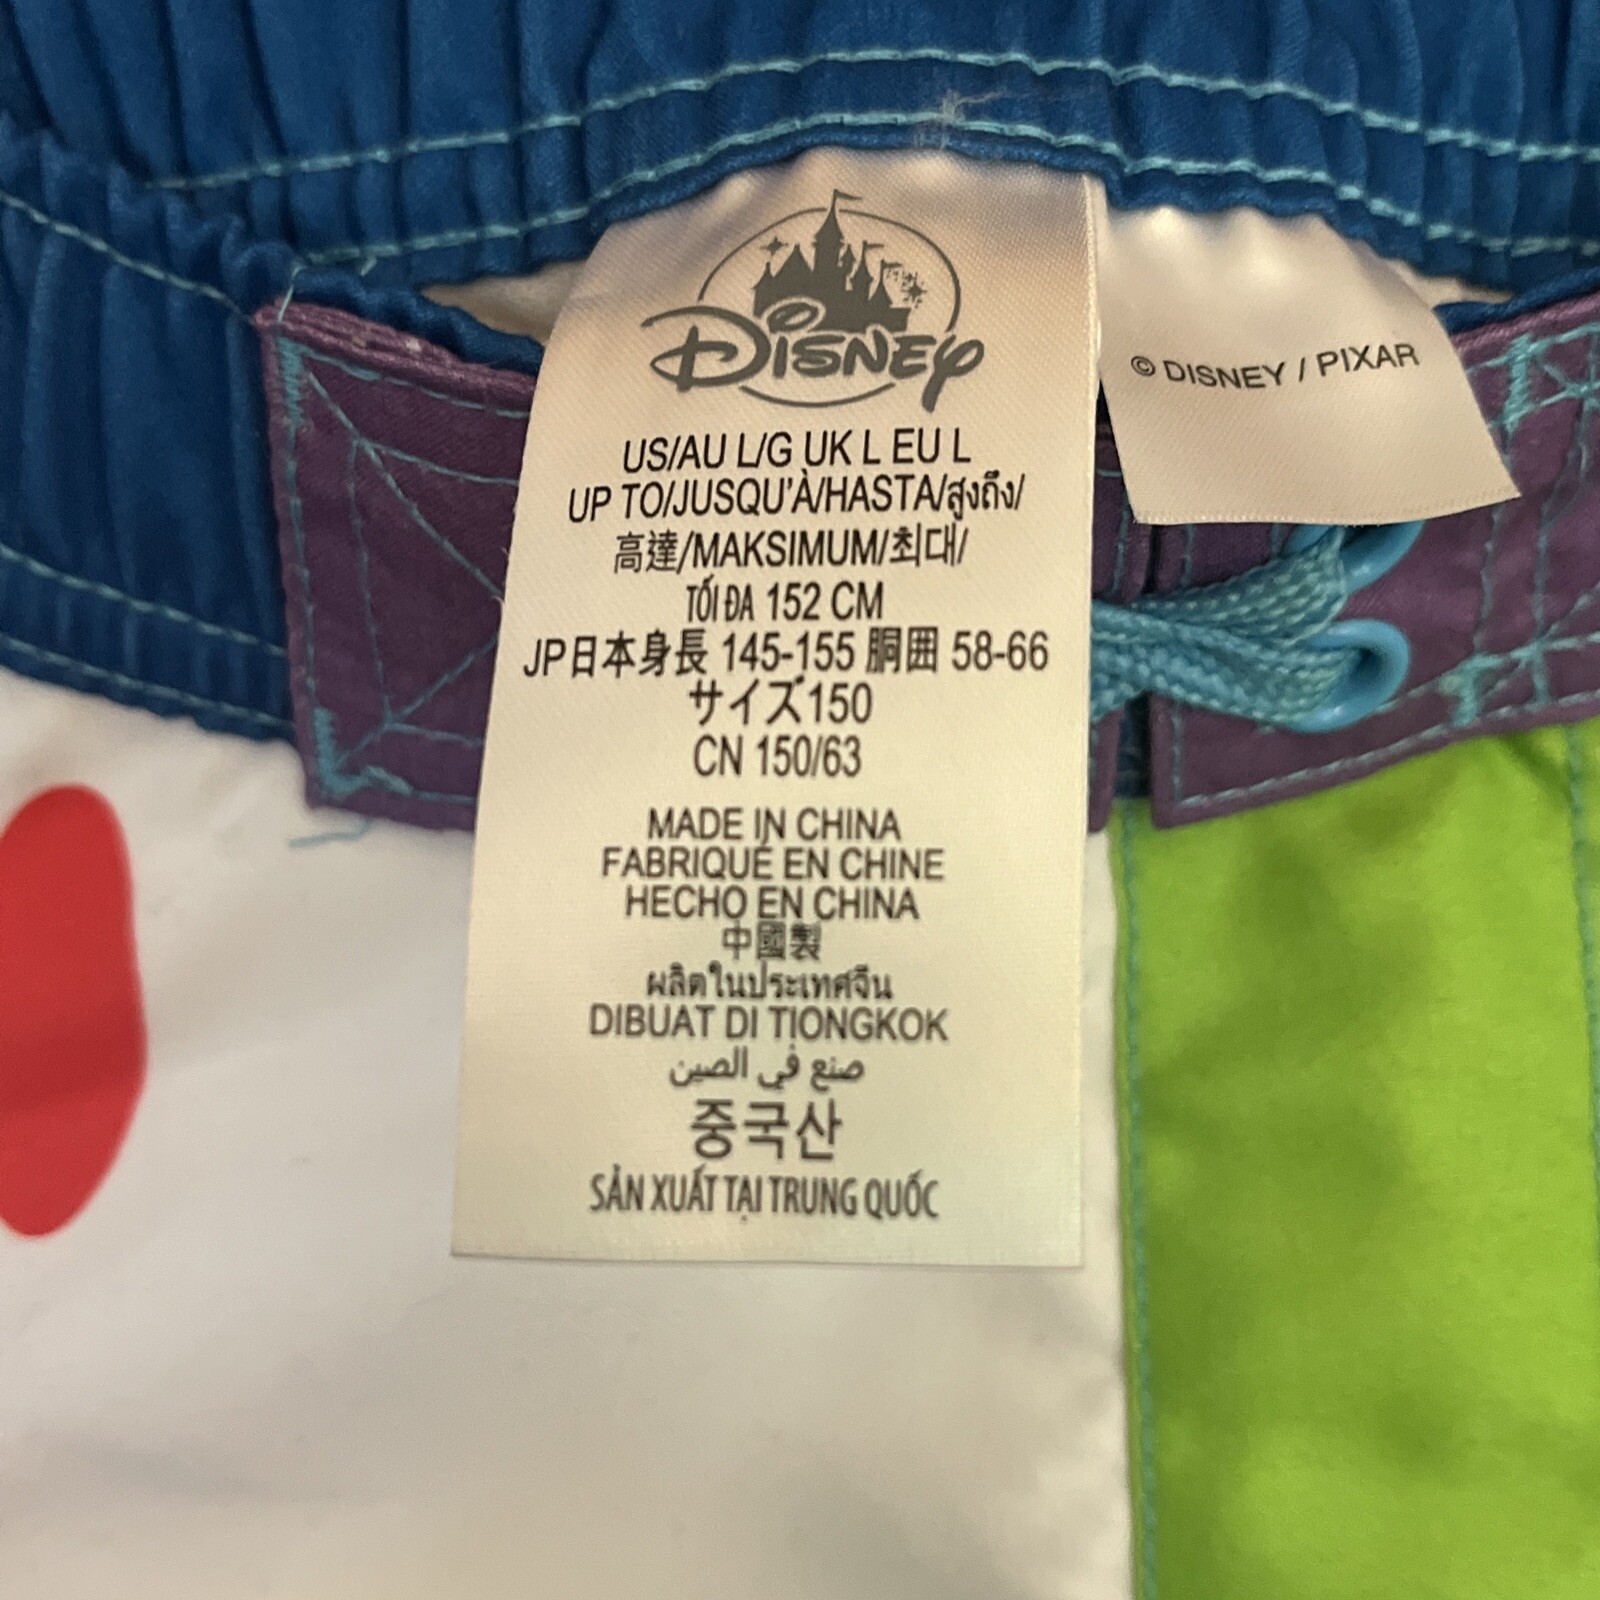 Disney
US/AU L/G UK L EU L
UP TO/JUSQU'À/HASTA/สูงถึง/
高達/MAKSIMUM/최대/
TỐI ĐA 152 CM
JP日本身長 145-155 胴囲 58-66
サイズ150
CN 150/63
MADE IN CHINA
FABRIQUÉ EN CHINE
HECHO EN CHINA
中國製
ผลิตในประเทศจีน
DIBUAT DI TIONGKOK
صنع في الصين
중국산
SẢN XUẤT TẠI TRUNG QUỐC
© DISNEY / PIXAR